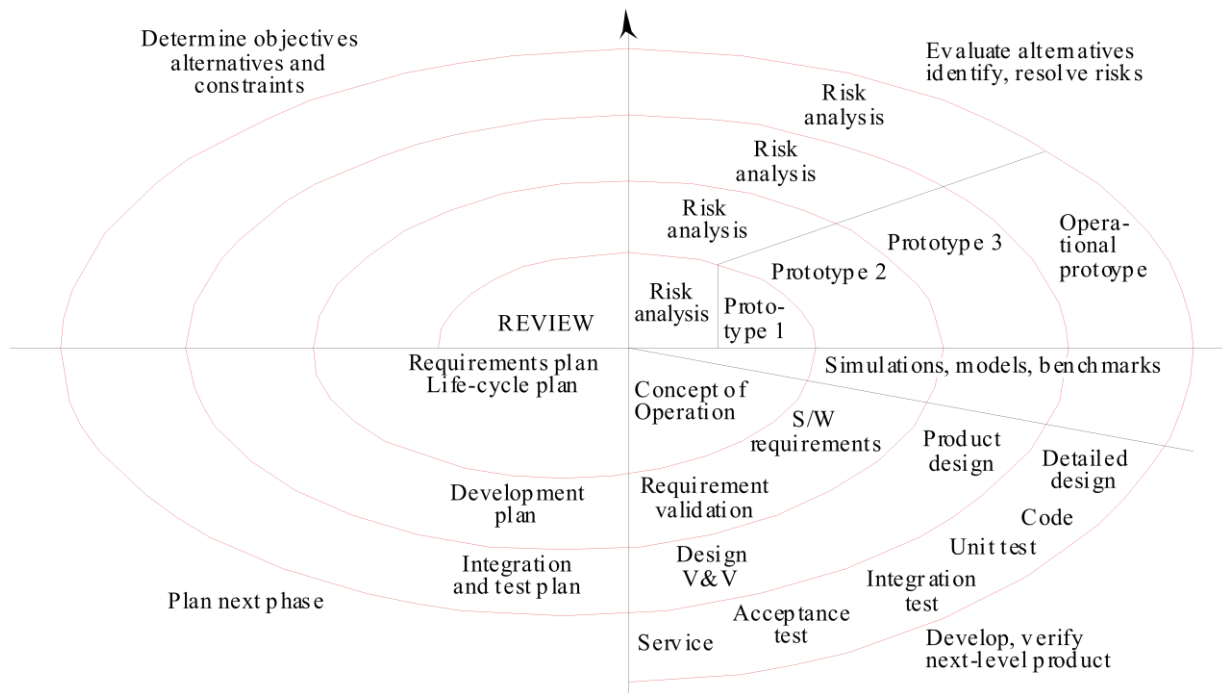 Determine objectives
alternatives and
constraints
Evaluate alternatives
identify, resolve risks
Risk
analysis
Risk
analysis
Risk
analysis
Risk
analysis
Proto-
type 1
Prototype 2
Prototype 3
Opera-
tional
protoype
REVIEW
Requirements plan
Life-cycle plan
Simulations, models, benchmarks
Concept of
Operation
S/W
requirements
Product
design
Detailed
design
Development
plan
Requirement
validation
Code
Unit test
Integration
and test plan
Design
V&V
Integration
test
Plan next phase
Acceptance
test
Service
Develop, verify
next-level product